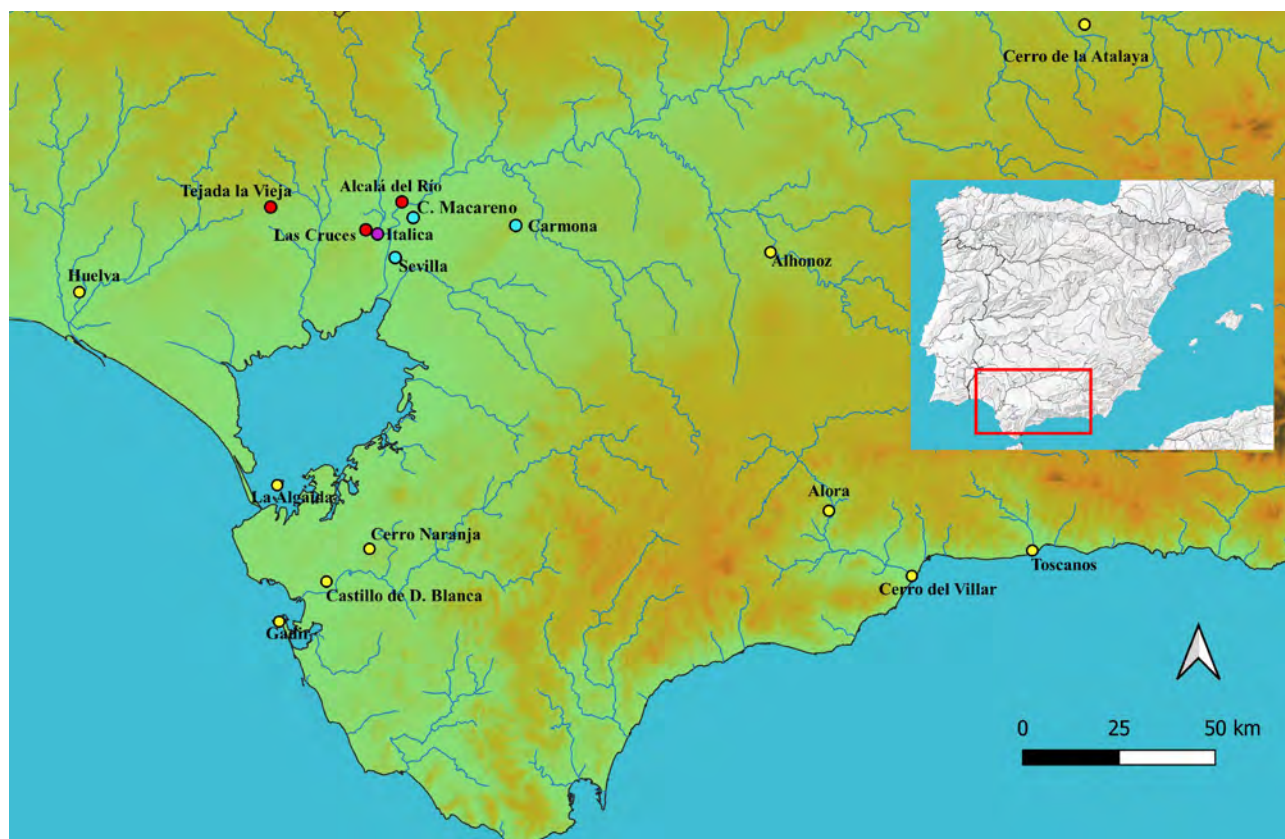 Cerro de la Atalaya
Tejada la Vieja
Alcalá del Río
C. Macareno
Las Cruces
Italica
Carmona
Sevilla
Alhonoz
Huelva
La Algaida
Alora
Cerro Naranja
Toscanos
Castillo de D. Blanca
Cerro del Villar
Gadir
0 25 50 km